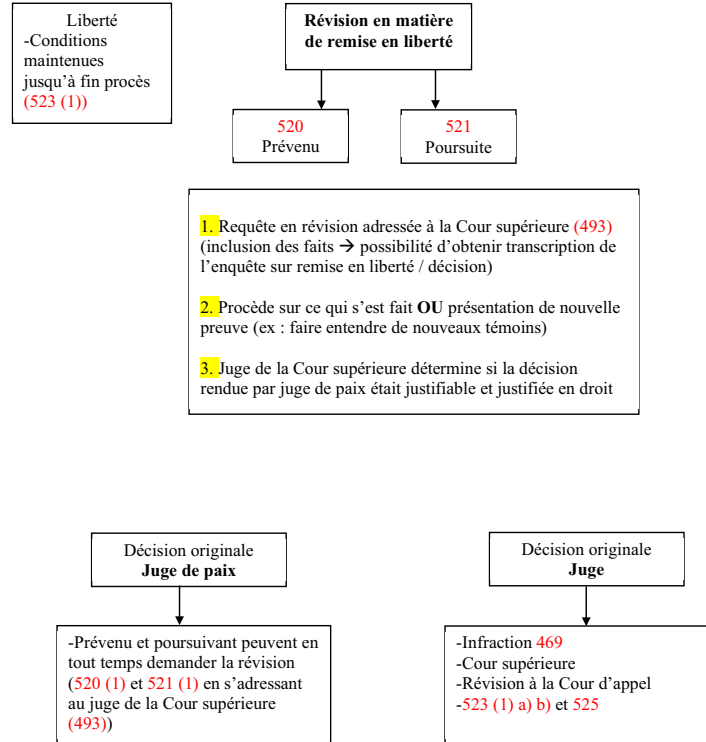 Liberté
-Conditions
maintenues
jusqu’à fin procès
(523 (1))
Révision en matière
de remise en liberté
520
Prévenu
521
Poursuite
1. Requête en révision adressée à la Cour supérieure (493)
(inclusion des faits → possibilité d’obtenir transcription de
l’enquête sur remise en liberté / décision)
2. Procède sur ce qui s’est fait OU présentation de nouvelle
preuve (ex : faire entendre de nouveaux témoins)
3. Juge de la Cour supérieure détermine si la décision
rendue par juge de paix était justifiable et justifiée en droit
Décision originale
Juge de paix
-Prévenu et poursuivant peuvent en
tout temps demander la révision
(520 (1) et 521 (1) en s’adressant
au juge de la Cour supérieure
(493))
Décision originale
Juge
-Infraction 469
-Cour supérieure
-Révision à la Cour d’appel
-523 (1) a) b) et 525